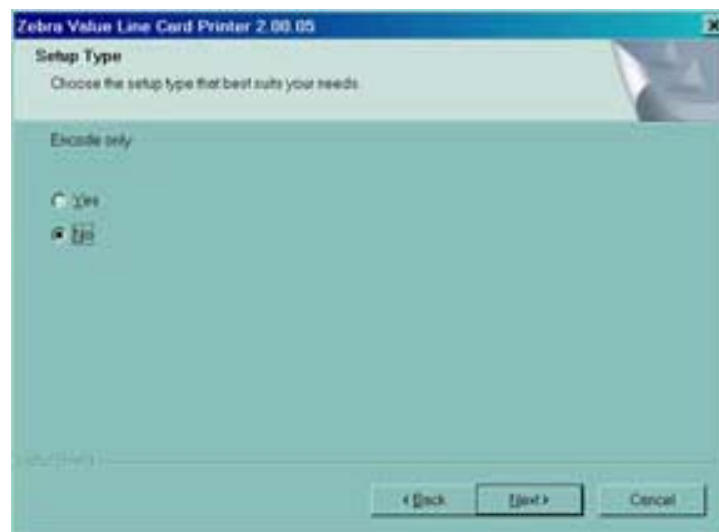 Zebra Value Line Card Printer 2.00.05
Setup Type
Choose the setup type that best suits your needs.
Encode only
Yes
No
InstallShield
< Back Next > Cancel